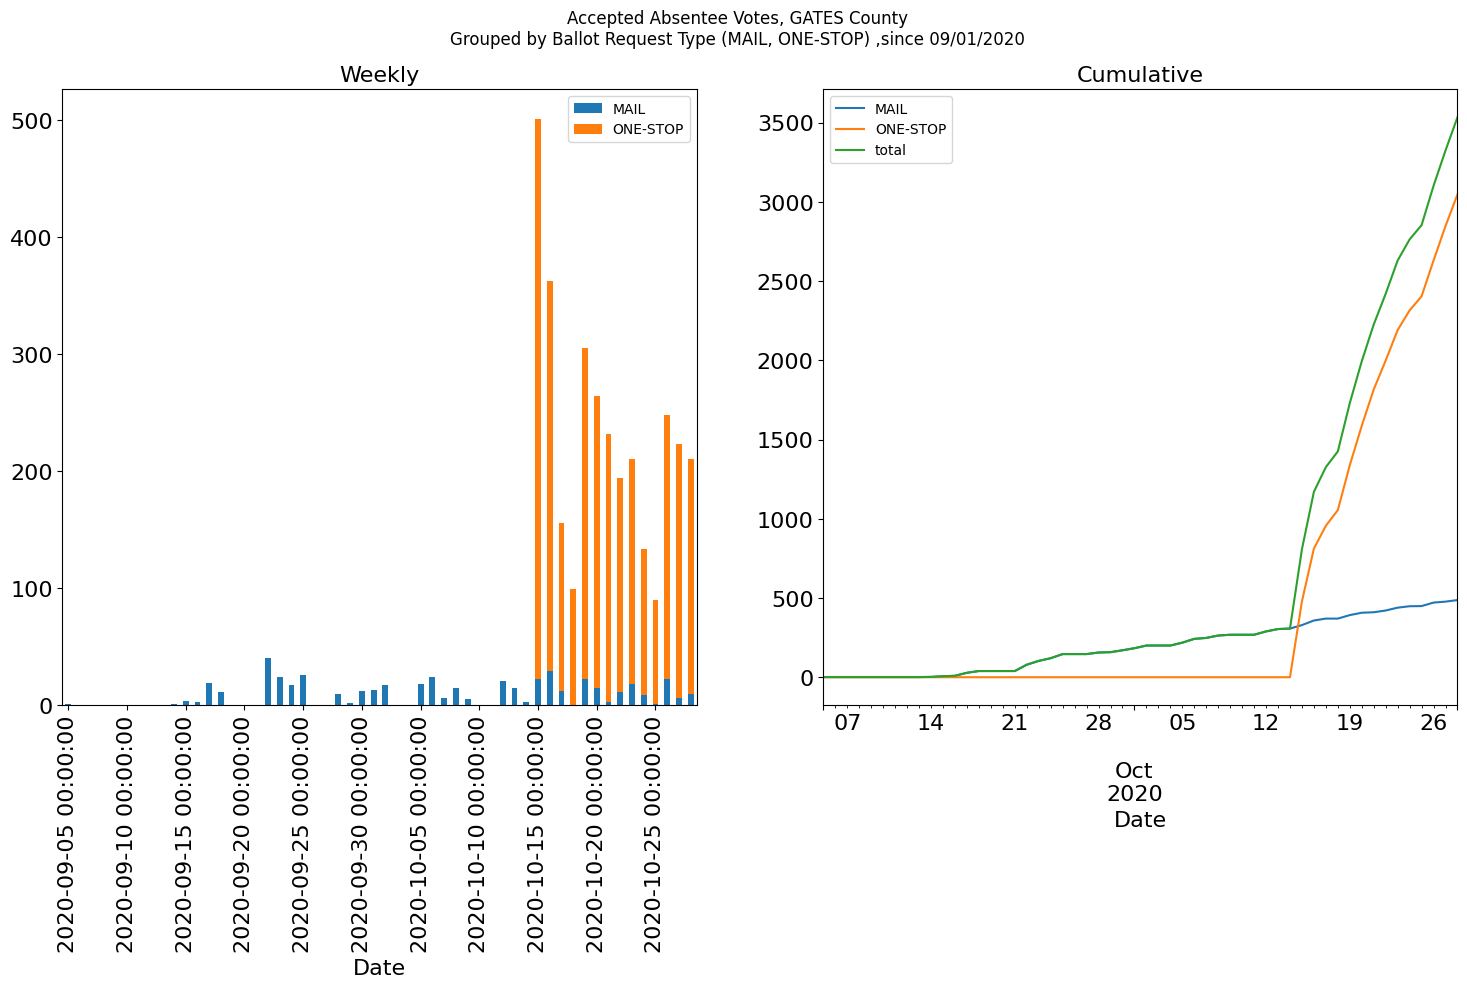 Accepted Absentee Votes, GATES County
Grouped by Ballot Request Type (MAIL, ONE-STOP) ,since 09/01/2020
Weekly
MAIL
ONE-STOP
500
400
300
200
100
0
2020-09-05 00:00:00
2020-09-10 00:00:00
2020-09-15 00:00:00
2020-09-20 00:00:00
2020-09-25 00:00:00
2020-09-30 00:00:00
2020-10-05 00:00:00
2020-10-10 00:00:00
2020-10-15 00:00:00
2020-10-20 00:00:00
2020-10-25 00:00:00
Date
Cumulative
MAIL
ONE-STOP
total
3500
3000
2500
2000
1500
1000
500
0
07 14 21 28 05 12 19 26
Oct
2020
Date